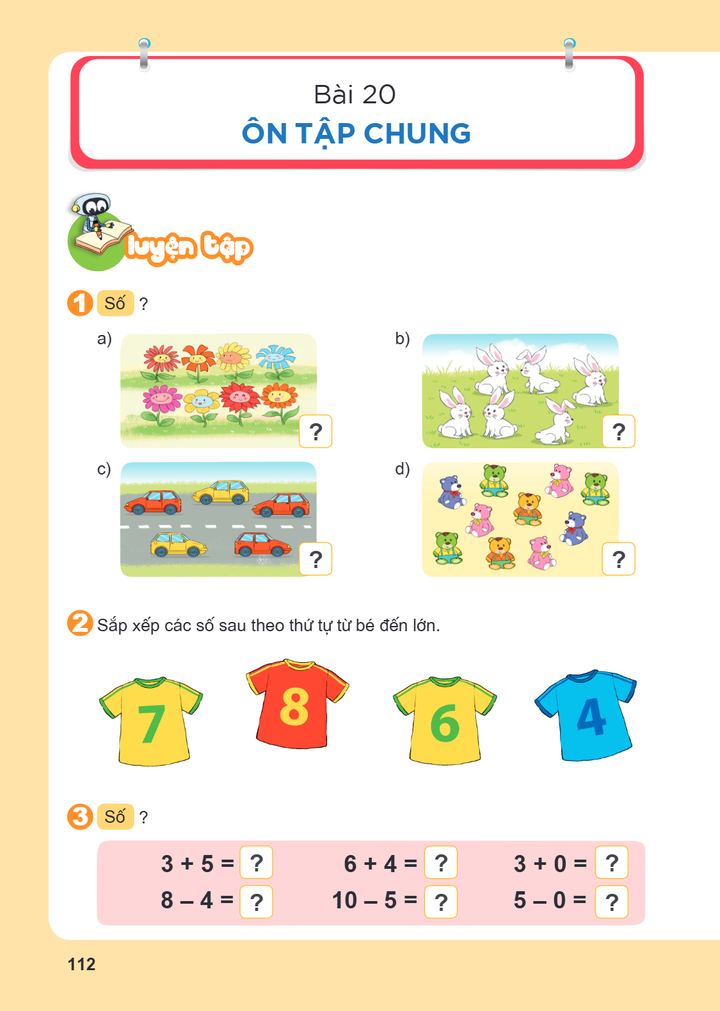 Bài 20
ÔN TẬP CHUNG
luyện tập
1 Số ?
a) ?
b) ?
c) ?
d) ?
2 Sắp xếp các số sau theo thứ tự từ bé đến lớn.
7 8 6 4
3 Số ?
3 + 5 = ? 6 + 4 = ? 3 + 0 = ?
8 – 4 = ? 10 – 5 = ? 5 – 0 = ?
112